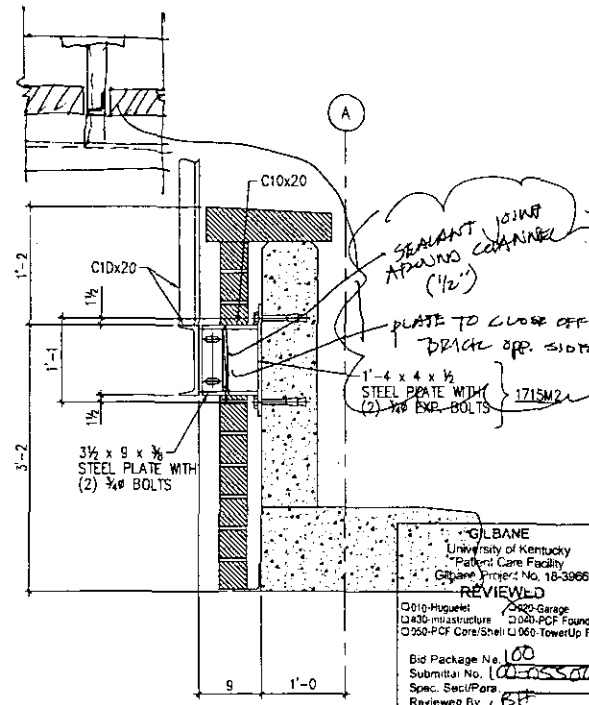 A
C10x20
SEALANT JOINT
AROUND CHANNEL
(1/2")
1'-2
C10x20
1½
PLATE TO CLOSE OFF
BRICK OPP. SIDE
1'-1
1'-4 x 4 x ½
STEEL PLATE WITH
(2) ¾ø EXP. BOLTS
1715M2
1½
3'-2
3½ x 9 x ⅜
STEEL PLATE WITH
(2) ¾ø BOLTS
9
1'-0
GILBANE
University of Kentucky
Patient Care Facility
Gilbane Project No. 18-3966
REVIEWED
010-Huguelet
020-Garage
030-Infrastructure
040-PCF Found
050-PCF Core/Shell
060-TowerUp F
Bid Package No. 100
Submittal No. 100-05500
Spec. Sect/Para.
Reviewed By BH